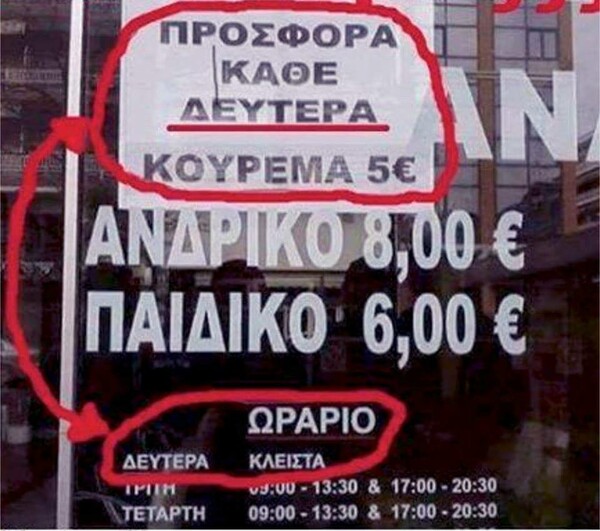 ΠΡΟΣΦΟΡΑ
ΚΑΘΕ
ΔΕΥΤΕΡΑ
ΚΟΥΡΕΜΑ 5€
ΑΝ
ΑΝΔΡΙΚΟ 8,00 €
ΠΑΙΔΙΚΟ 6,00 €
ΩΡΑΡΙΟ
ΔΕΥΤΕΡΑ ΚΛΕΙΣΤΑ
ΤΡΙΤΗ 09:00 - 13:30 & 17:00 - 20:30
ΤΕΤΑΡΤΗ 09:00 - 13:30 & 17:00 - 20:30